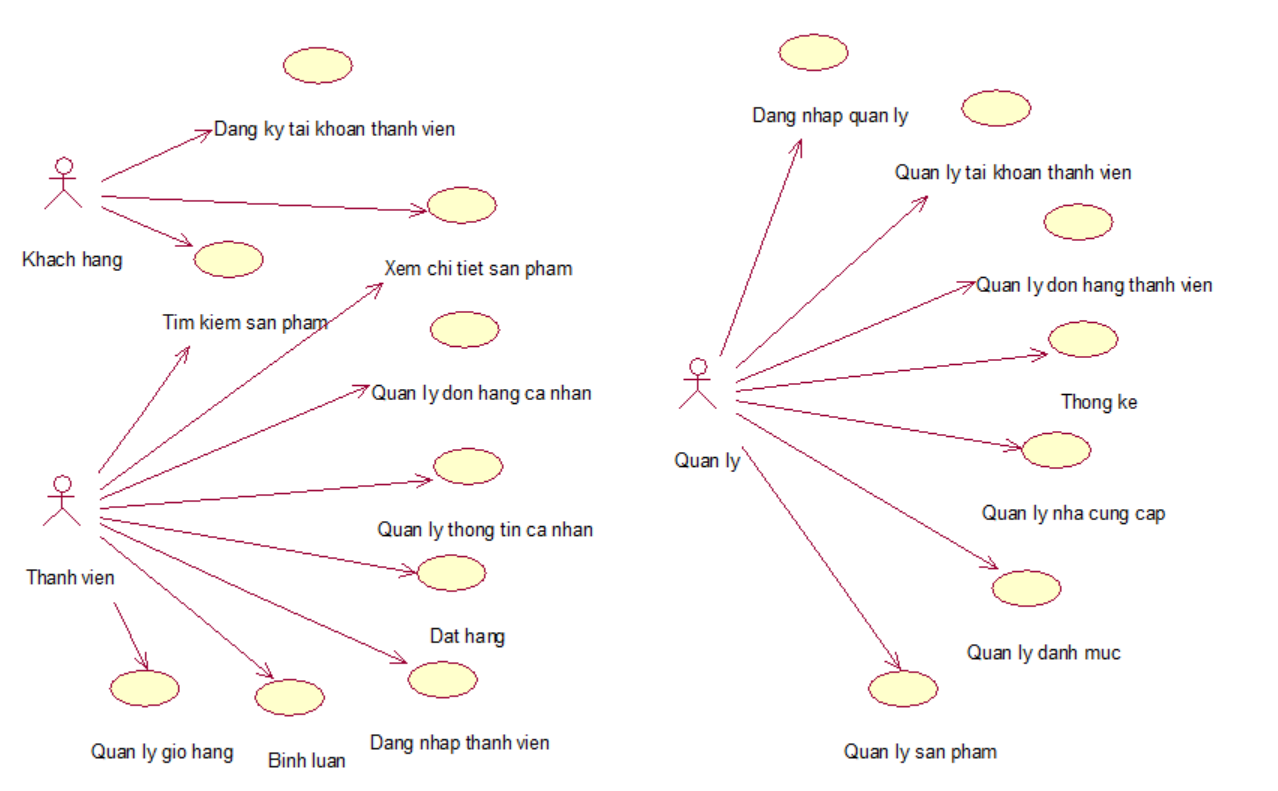 Dang ky tai khoan thanh vien
Khach hang
Xem chi tiet san pham
Tim kiem san pham
Quan ly don hang ca nhan
Quan ly thong tin ca nhan
Thanh vien
Dat hang
Dang nhap thanh vien
Quan ly gio hang
Binh luan
Dang nhap quan ly
Quan ly tai khoan thanh vien
Quan ly don hang thanh vien
Thong ke
Quan ly
Quan ly nha cung cap
Quan ly danh muc
Quan ly san pham